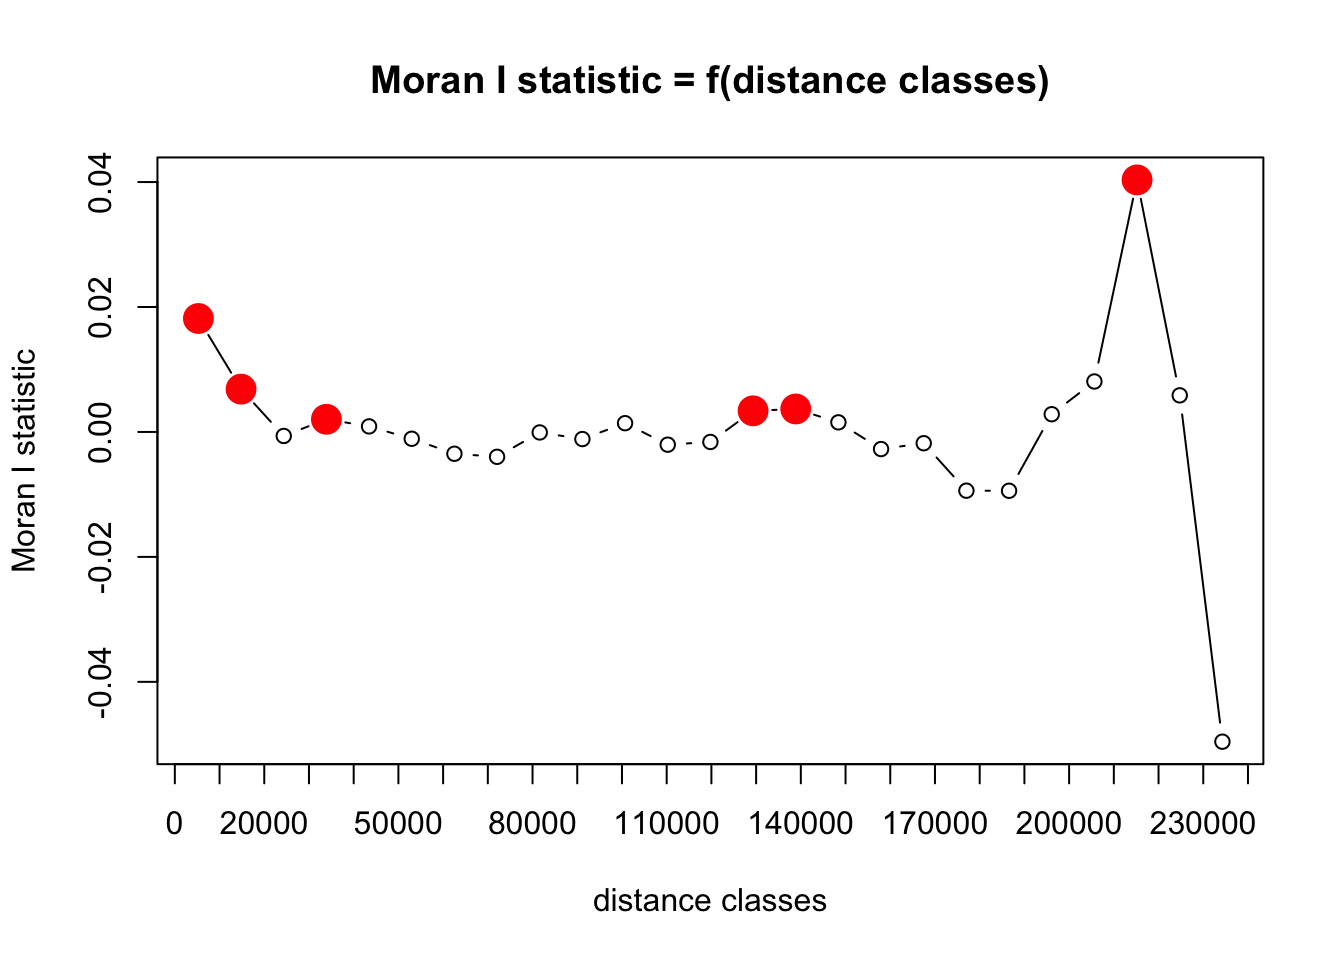 Moran I statistic = f(distance classes)
Moran I statistic
0.04
0.02
0.00
-0.02
-0.04
0 20000 50000 80000 110000 140000 170000 200000 230000
distance classes